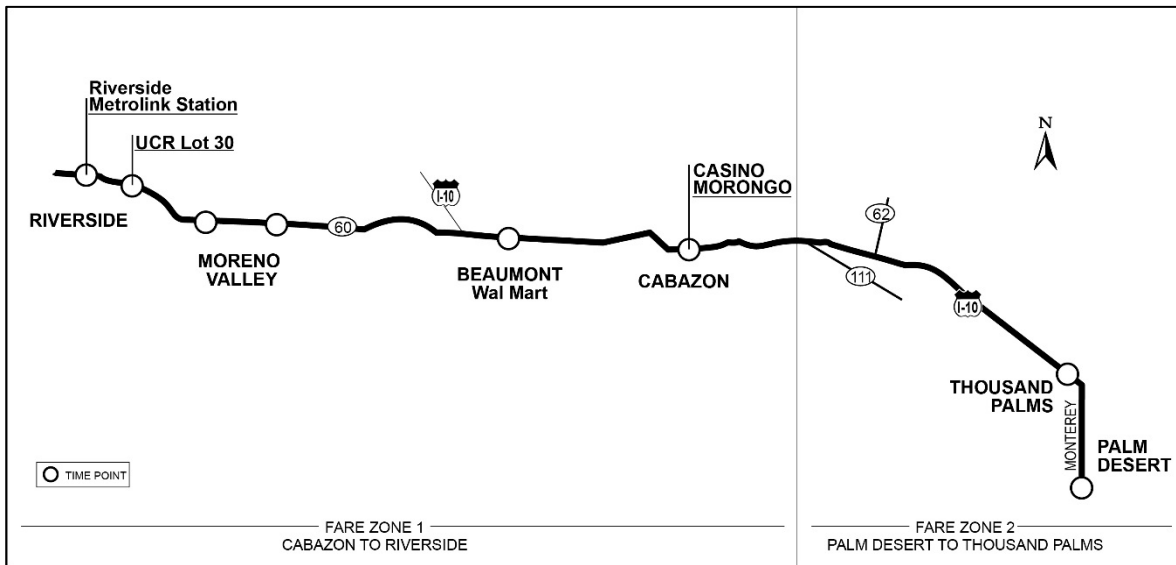 Riverside
Metrolink Station
UCR Lot 30
RIVERSIDE
MORENO
VALLEY
60
I-10
BEAUMONT
Wal Mart
CASINO
MORONGO
CABAZON
N
62
111
I-10
THOUSAND
PALMS
MONTEREY
PALM
DESERT
TIME POINT
FARE ZONE 1
CABAZON TO RIVERSIDE
FARE ZONE 2
PALM DESERT TO THOUSAND PALMS